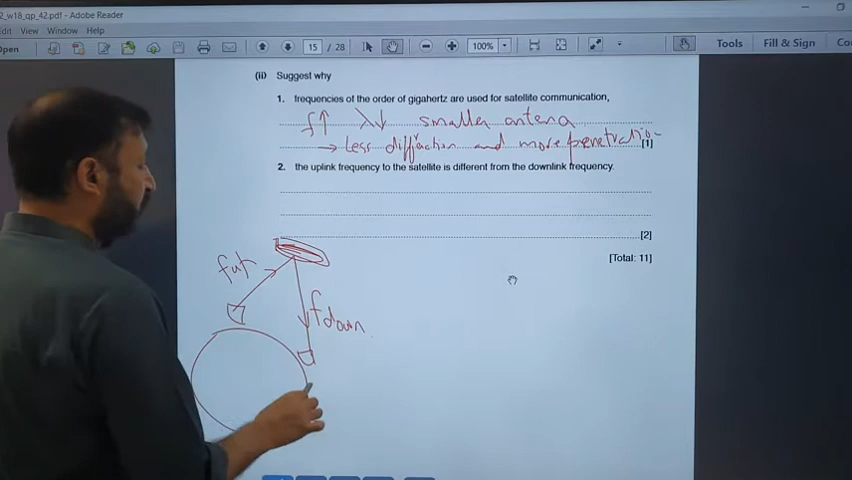 2_w18_qp_42.pdf - Adobe Reader
Edit View Window Help
Open 15 / 28 100% Tools Fill & Sign
(ii) Suggest why
1. frequencies of the order of gigahertz are used for satellite communication,
f↑ λ↓ smaller antena
→ Less diffraction and more penetration
[1]
2. the uplink frequency to the satellite is different from the downlink frequency.
[2]
[Total: 11]
fup
fdown